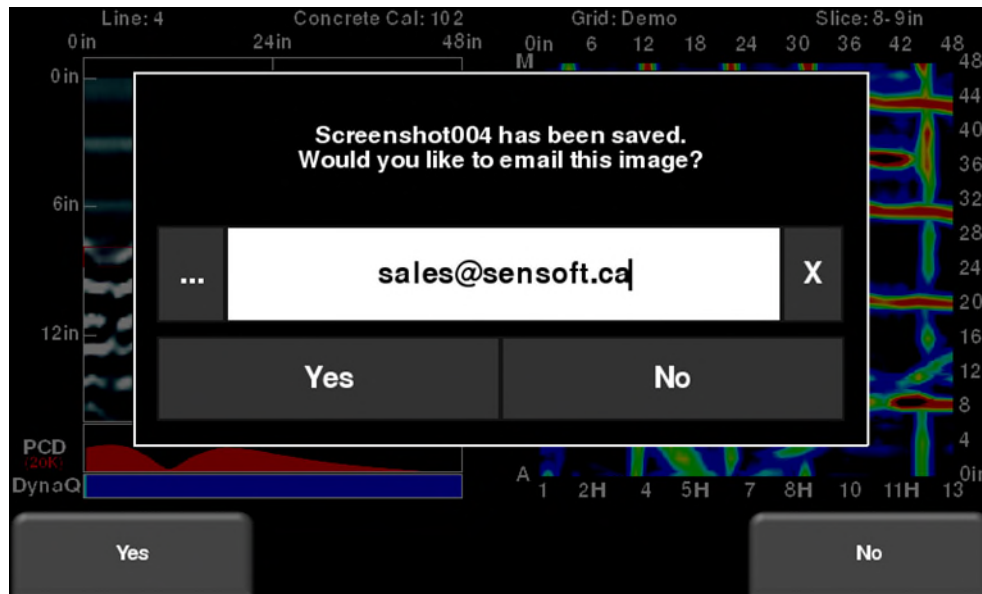 Line: 4 Concrete Cal: 102 Grid: Demo Slice: 8-9in
0in 24in 48in 0in 6 12 18 24 30 36 42 48
M 48
0in
44
Screenshot004 has been saved. 40
Would you like to email this image? 36
6in 32
28
... sales@sensoft.ca X 24
20
12in 16
Yes No 12
8
PCD 4
(20K)
A 0in
DynaQ 1 2H 4 5H 7 8H 10 11H 13
Yes No